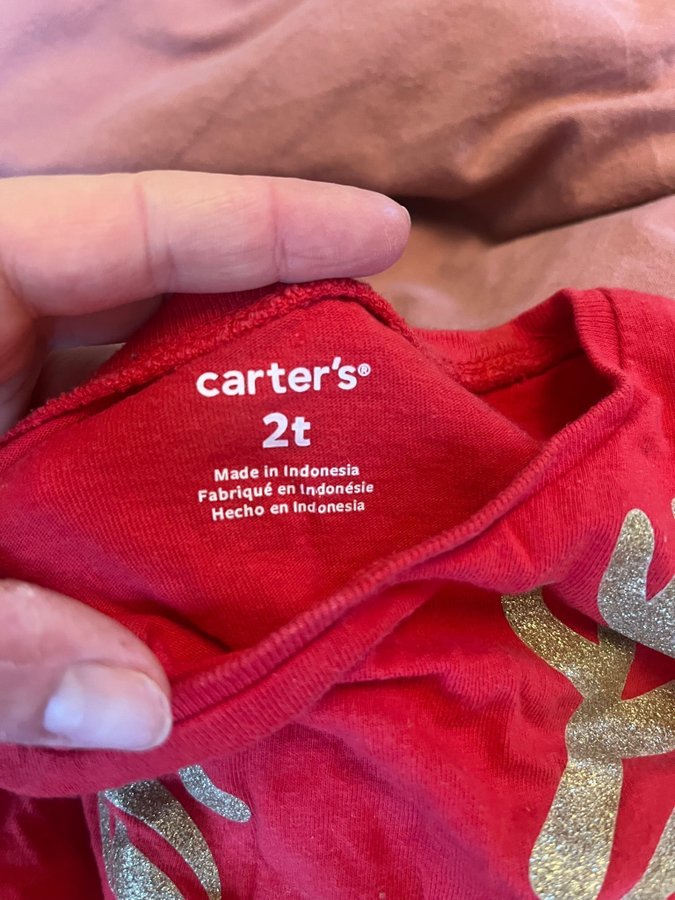 carter's®
2t
Made in Indonesia
Fabriqué en Indonésie
Hecho en Indonesia